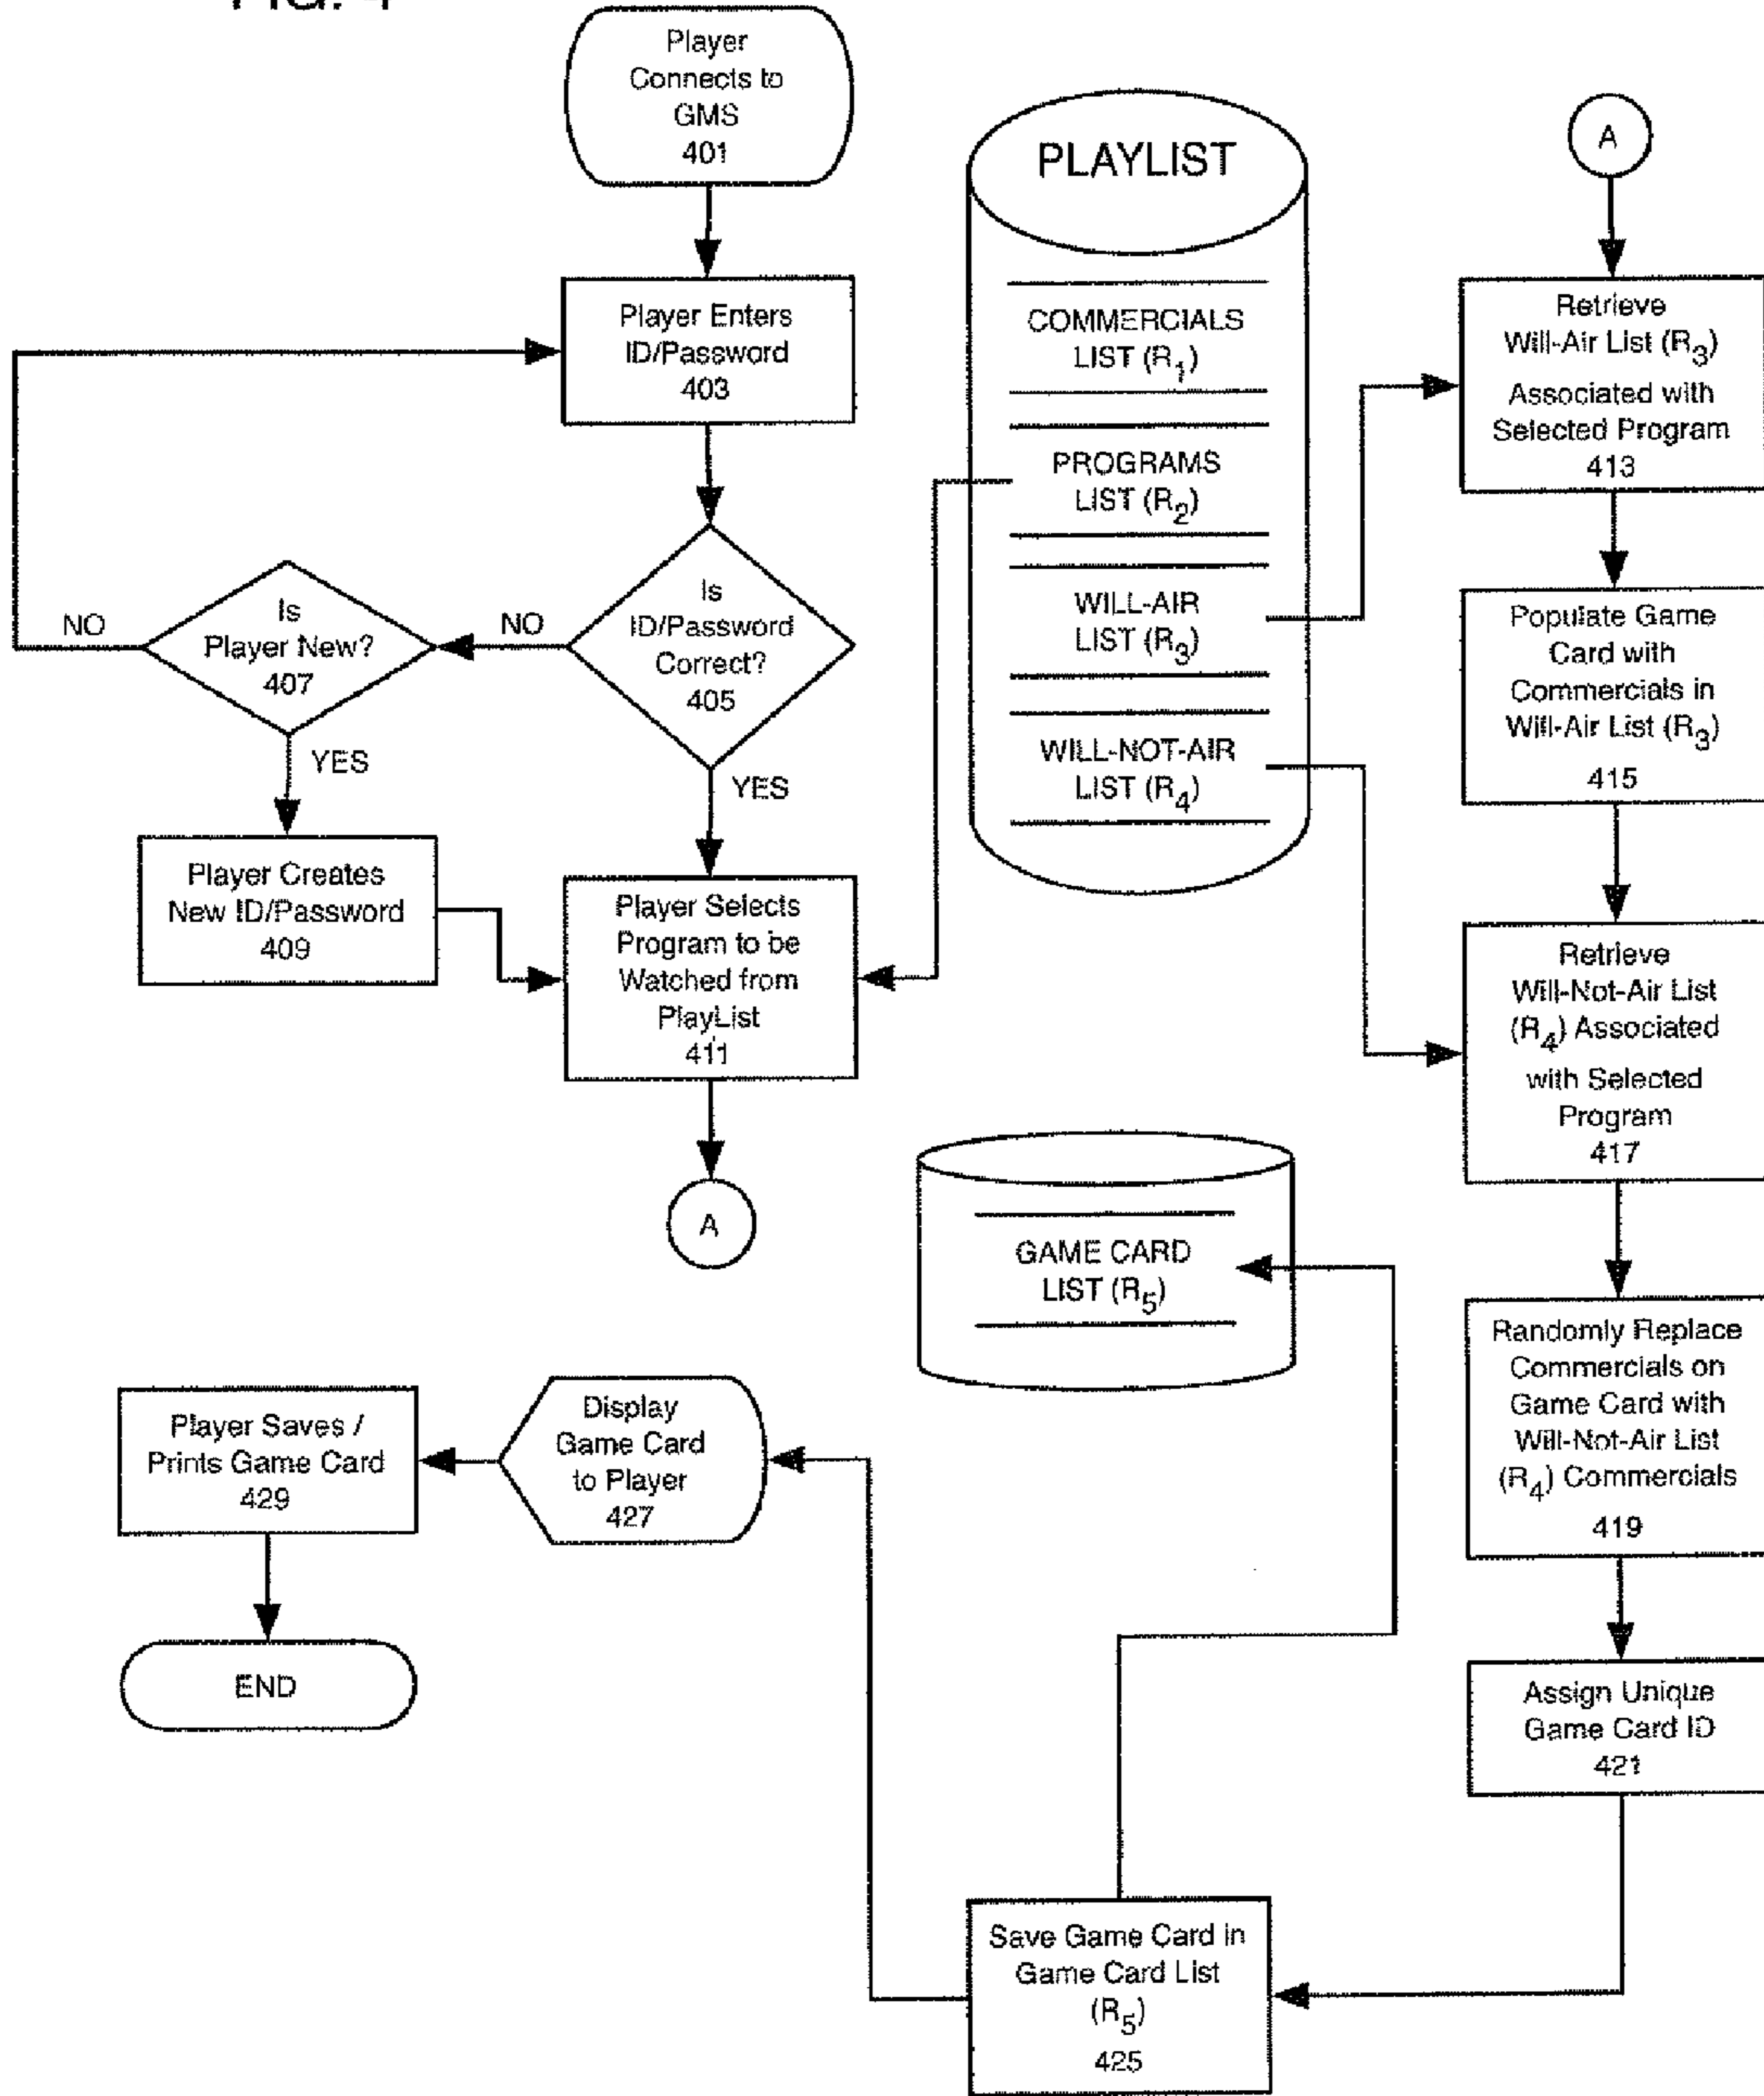 FIG. 4
Player
Connects to
GMS
401
Player Enters
ID/Password
403
Is
ID/Password
Correct?
405
NO
YES
Is
Player New?
407
NO
YES
Player Creates
New ID/Password
409
Player Selects
Program to be
Watched from
PlayList
411
A
PLAYLIST
COMMERCIALS
LIST (R1)
PROGRAMS
LIST (R2)
WILL-AIR
LIST (R3)
WILL-NOT-AIR
LIST (R4)
A
Retrieve
Will-Air List (R3)
Associated with
Selected Program
413
Populate Game
Card with
Commercials in
Will-Air List (R3)
415
Retrieve
Will-Not-Air List
(R4) Associated
with Selected
Program
417
Randomly Replace
Commercials on
Game Card with
Will-Not-Air List
(R4) Commercials
419
Assign Unique
Game Card ID
421
GAME CARD
LIST (R5)
Save Game Card in
Game Card List
(R5)
425
Display
Game Card
to Player
427
Player Saves /
Prints Game Card
429
END